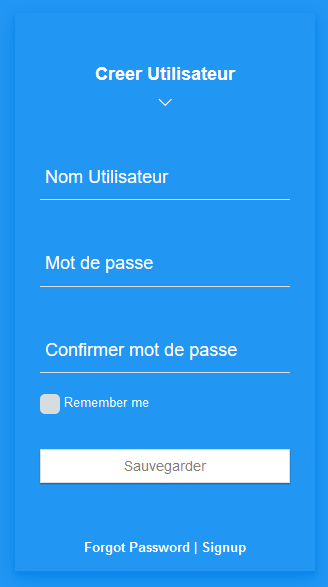 Creer Utilisateur
Nom Utilisateur
Mot de passe
Confirmer mot de passe
Remember me
Sauvegarder
Forgot Password | Signup